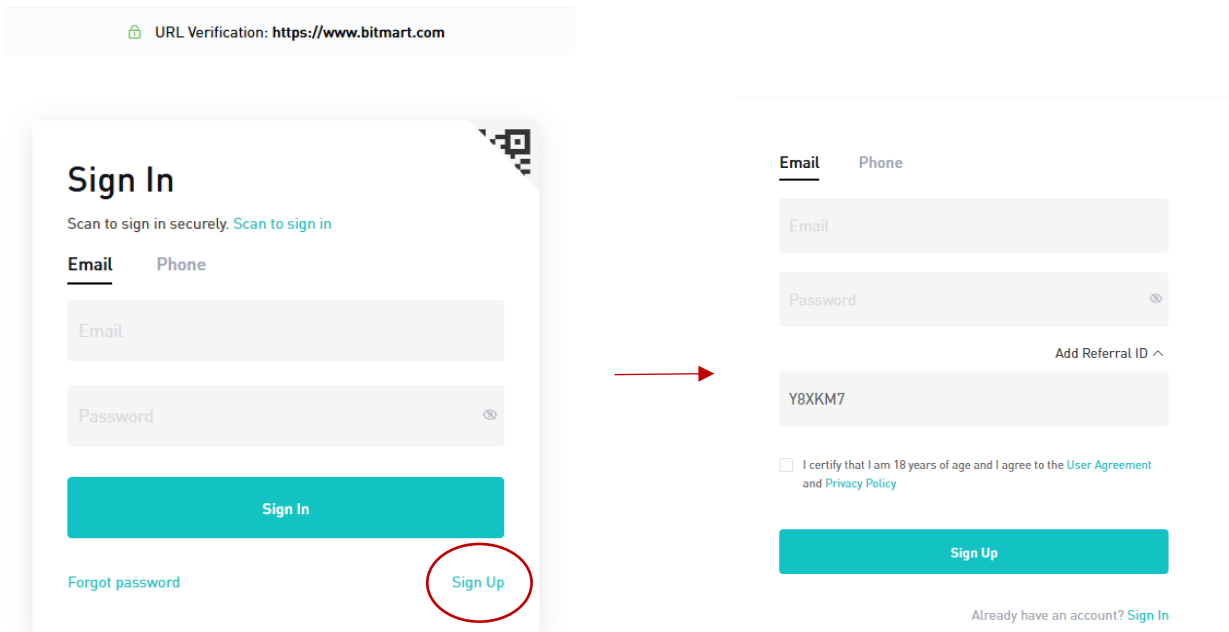 URL Verification: https://www.bitmart.com
Sign In
Scan to sign in securely. Scan to sign in
Email Phone
Email
Password
Sign In
Forgot password Sign Up
Email Phone
Email
Password
Add Referral ID
Y8XKM7
I certify that I am 18 years of age and I agree to the User Agreement
and Privacy Policy
Sign Up
Already have an account? Sign In